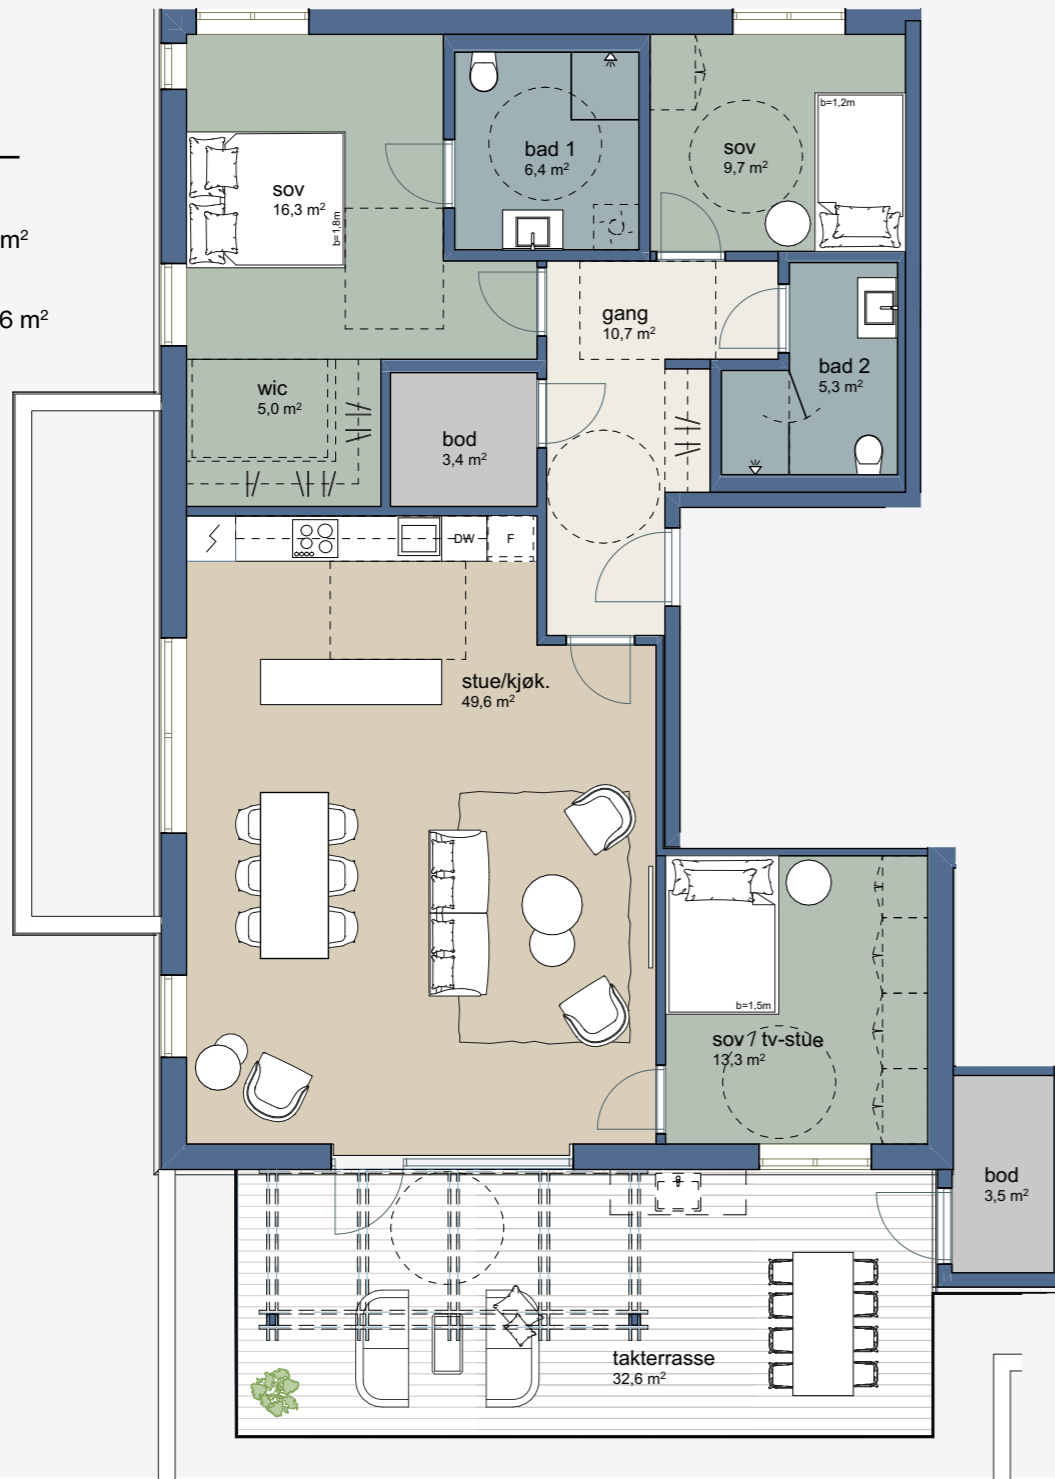 m²
6 m²
sov
16,3 m²
b=1,8m
bad 1
6,4 m²
sov
9,7 m²
b=1,2m
gang
10,7 m²
bad 2
5,3 m²
wic
5,0 m²
bod
3,4 m²
DW
F
stue/kjøk.
49,6 m²
b=1,5m
sov / tv-stue
13,3 m²
bod
3,5 m²
takterrasse
32,6 m²